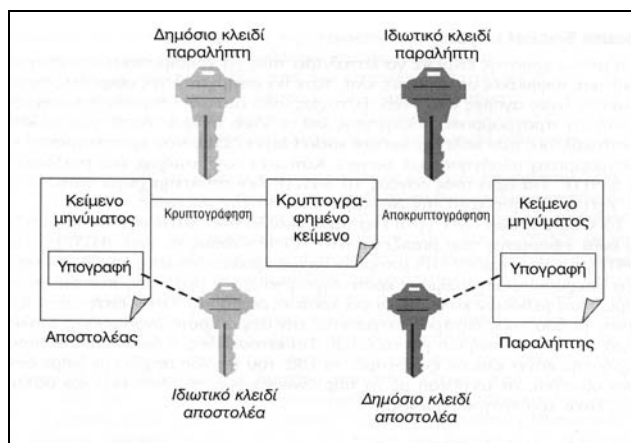 Δημόσιο κλειδί
παραλήπτη
Ιδιωτικό κλειδί
παραλήπτη
Κείμενο
μηνύματος
Υπογραφή
Αποστολέας
Κρυπτογράφηση
Κρυπτογρα-
φημένο
κείμενο
Αποκρυπτογράφηση
Κείμενο
μηνύματος
Υπογραφή
Παραλήπτης
Ιδιωτικό κλειδί
αποστολέα
Δημόσιο κλειδί
αποστολέα